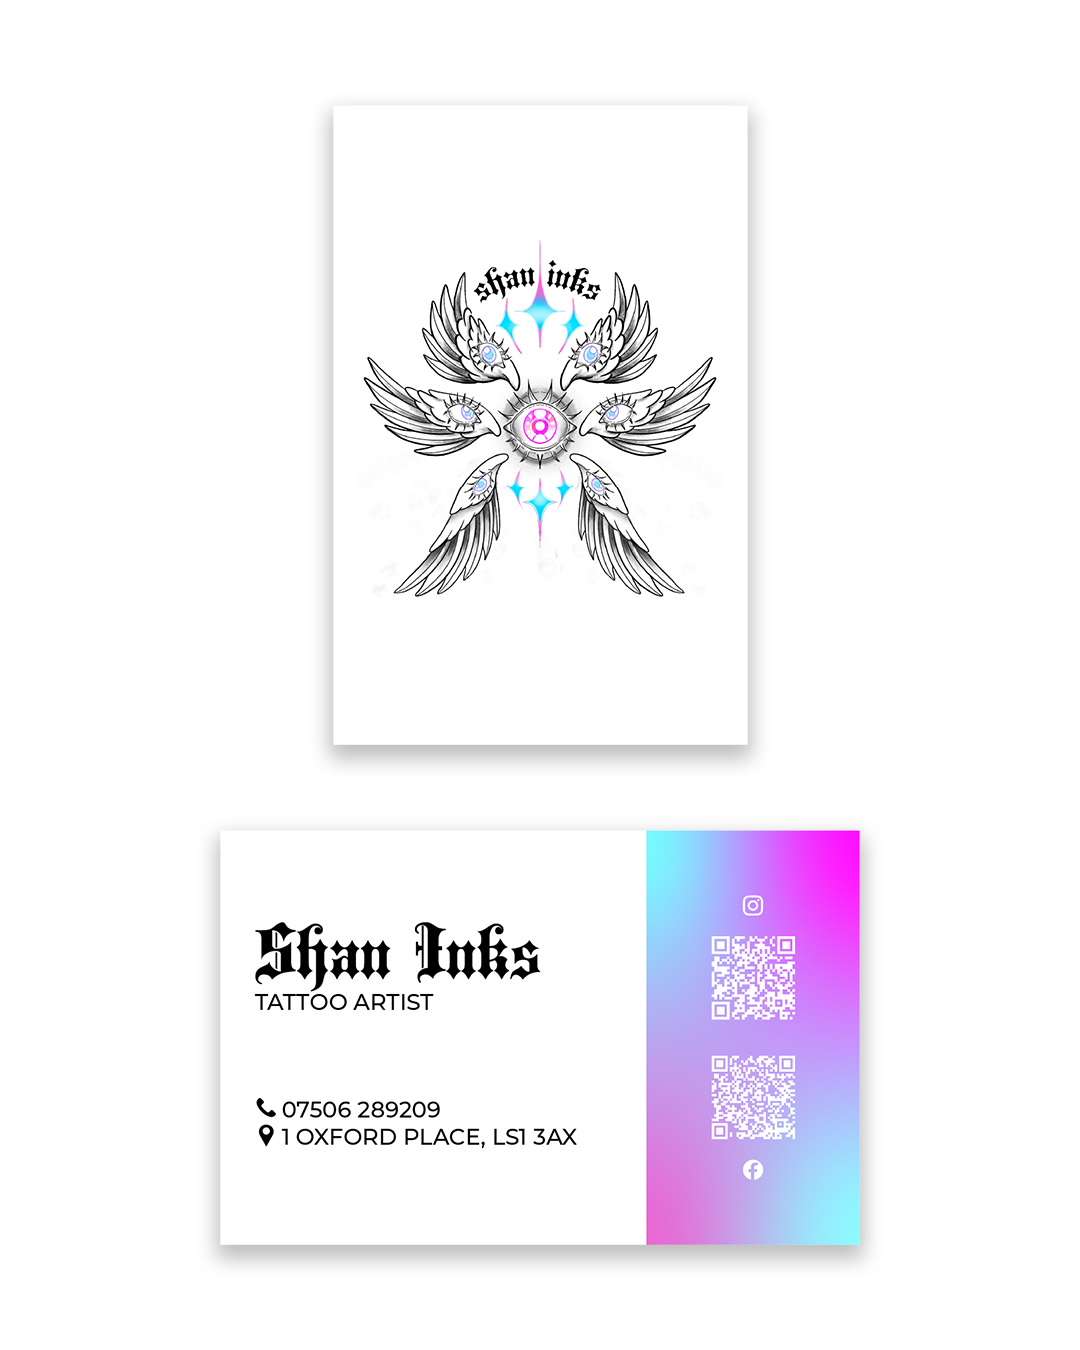 shan inks
Shan Inks
TATTOO ARTIST
07506 289209
1 OXFORD PLACE, LS1 3AX